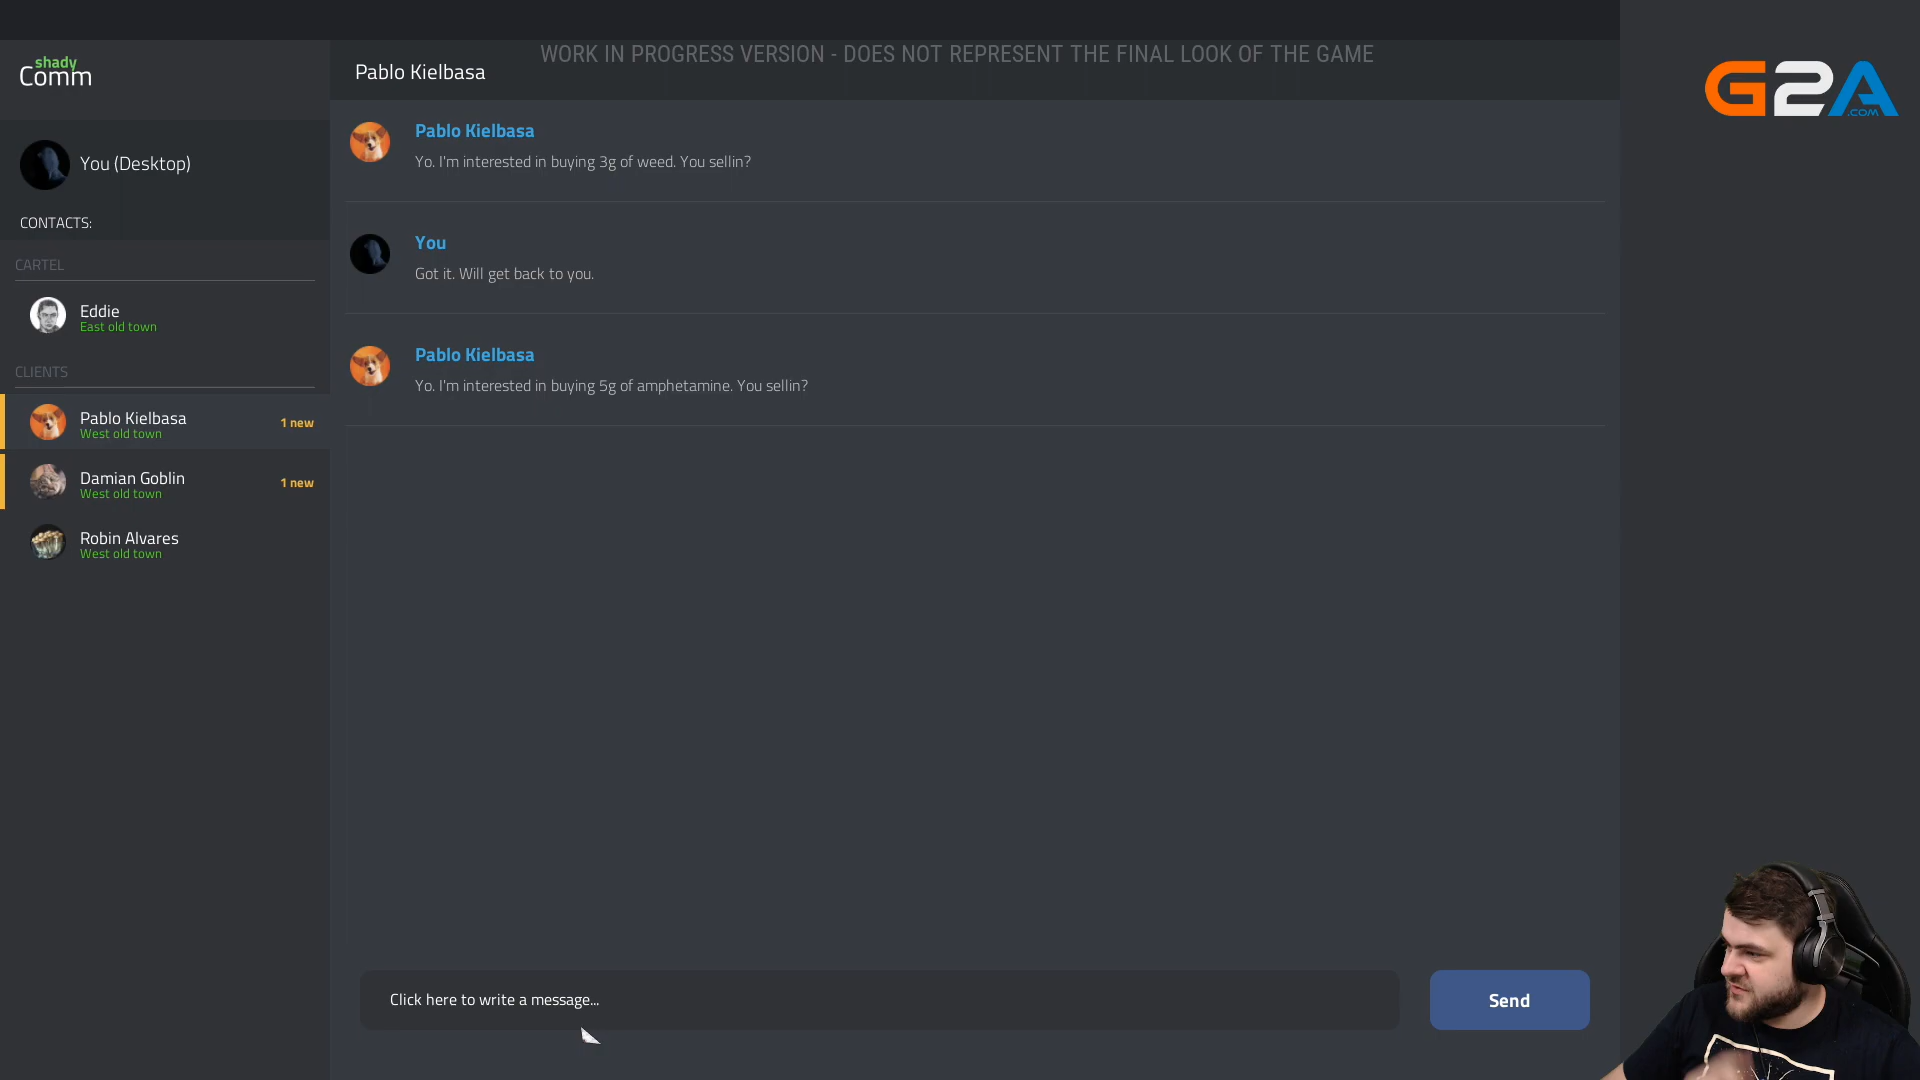 WORK IN PROGRESS VERSION - DOES NOT REPRESENT THE FINAL LOOK OF THE GAME
shady
Comm
You (Desktop)
CONTACTS:
CARTEL
Eddie
East old town
CLIENTS
Pablo Kielbasa
West old town
1 new
Damian Goblin
West old town
1 new
Robin Alvares
West old town
Pablo Kielbasa
Pablo Kielbasa
Yo. I'm interested in buying 3g of weed. You sellin?
You
Got it. Will get back to you.
Pablo Kielbasa
Yo. I'm interested in buying 5g of amphetamine. You sellin?
Click here to write a message...
Send
G2A
.COM